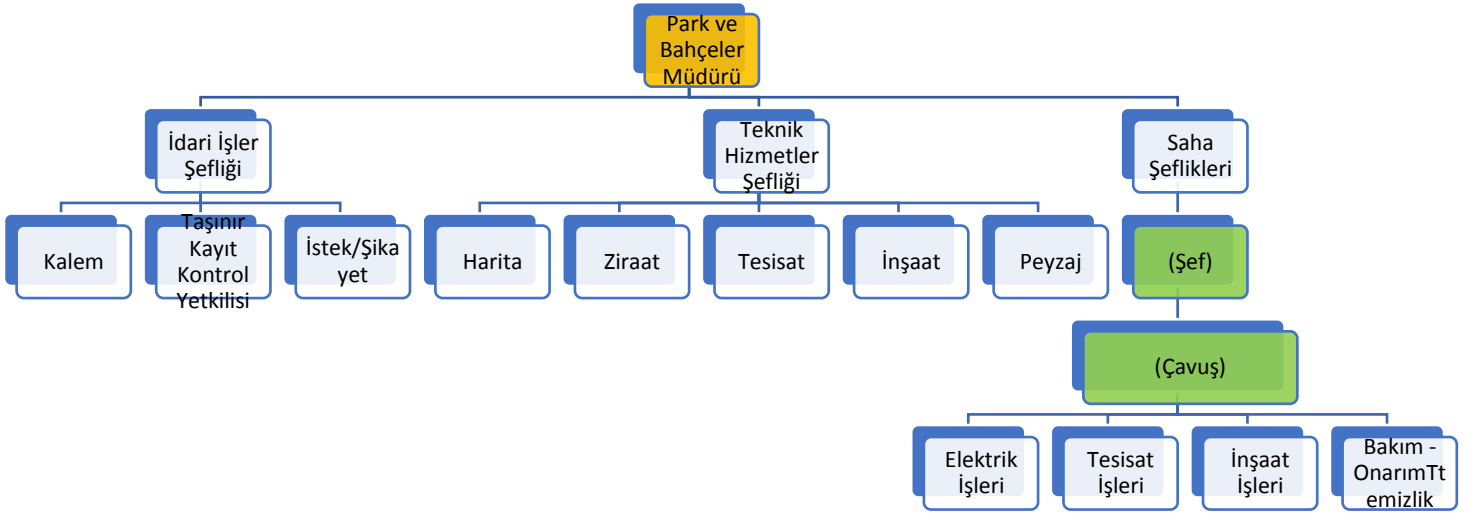 Park ve
Bahçeler
Müdürü
İdari İşler
Şefliği
Teknik
Hizmetler
Şefliği
Saha
Şeflikleri
Kalem
Taşınır
Kayıt
Kontrol
Yetkilisi
İstek/Şika
yet
Harita
Ziraat
Tesisat
İnşaat
Peyzaj
(Şef)
(Çavuş)
Elektrik
İşleri
Tesisat
İşleri
İnşaat
İşleri
Bakım -
OnarımTt
emizlik